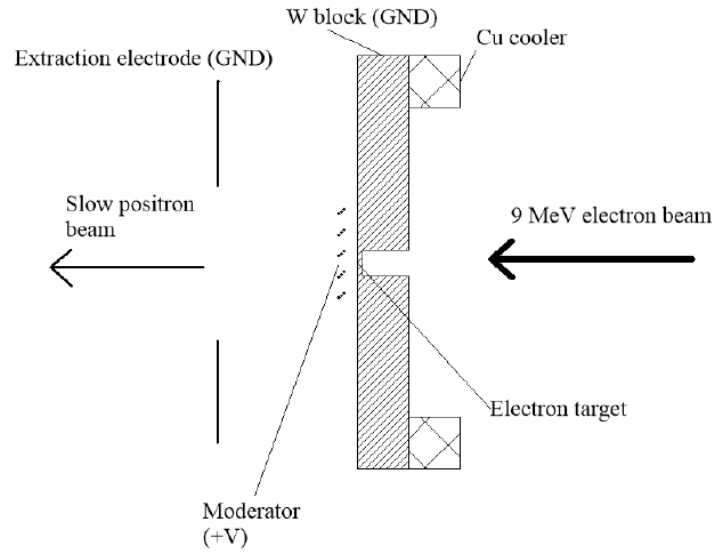 W block (GND)
Cu cooler
Extraction electrode (GND)
Slow positron
beam
9 MeV electron beam
Electron target
Moderator
(+V)